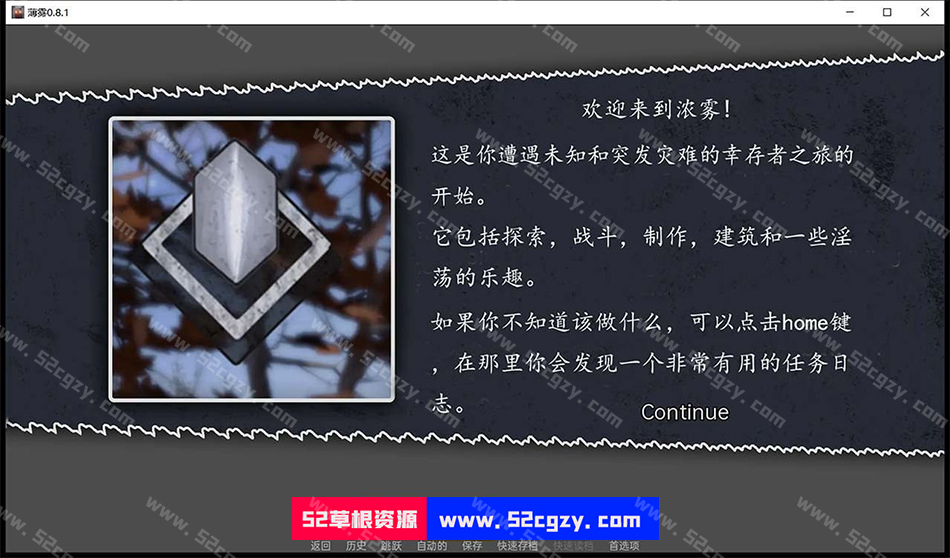 薄雾0.8.1
欢迎来到浓雾!
这是你遭遇未知和突发灾难的幸存者之旅的
开始。
它包括探索，战斗，制作，建筑和一些淫
荡的乐趣。
如果你不知道该做什么，可以点击home键
，在那里你会发现一个非常有用的任务日
志。
Continue
52草根资源 www.52cgzy.com
返回 历史 跳跃 自动的 保存 快速存档 快速读档 首选项